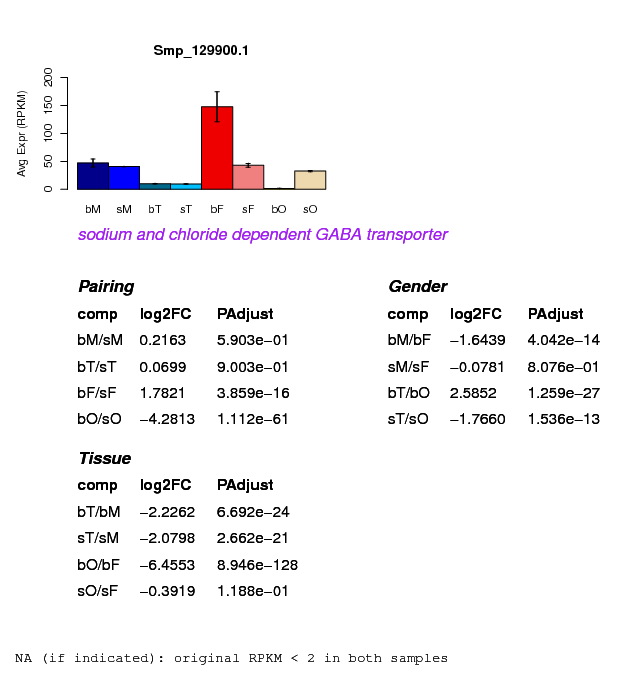 Smp_129900.1
Avg Expr (RPKM)
200
150
100
50
0
bM sM bT sT bF sF bO sO
sodium and chloride dependent GABA transporter
Pairing
comp log2FC PAdjust
bM/sM 0.2163 5.903e−01
bT/sT 0.0699 9.003e−01
bF/sF 1.7821 3.859e−16
bO/sO −4.2813 1.112e−61
Gender
comp log2FC PAdjust
bM/bF −1.6439 4.042e−14
sM/sF −0.0781 8.076e−01
bT/bO 2.5852 1.259e−27
sT/sO −1.7660 1.536e−13
Tissue
comp log2FC PAdjust
bT/bM −2.2262 6.692e−24
sT/sM −2.0798 2.662e−21
bO/bF −6.4553 8.946e−128
sO/sF −0.3919 1.188e−01
NA (if indicated): original RPKM < 2 in both samples